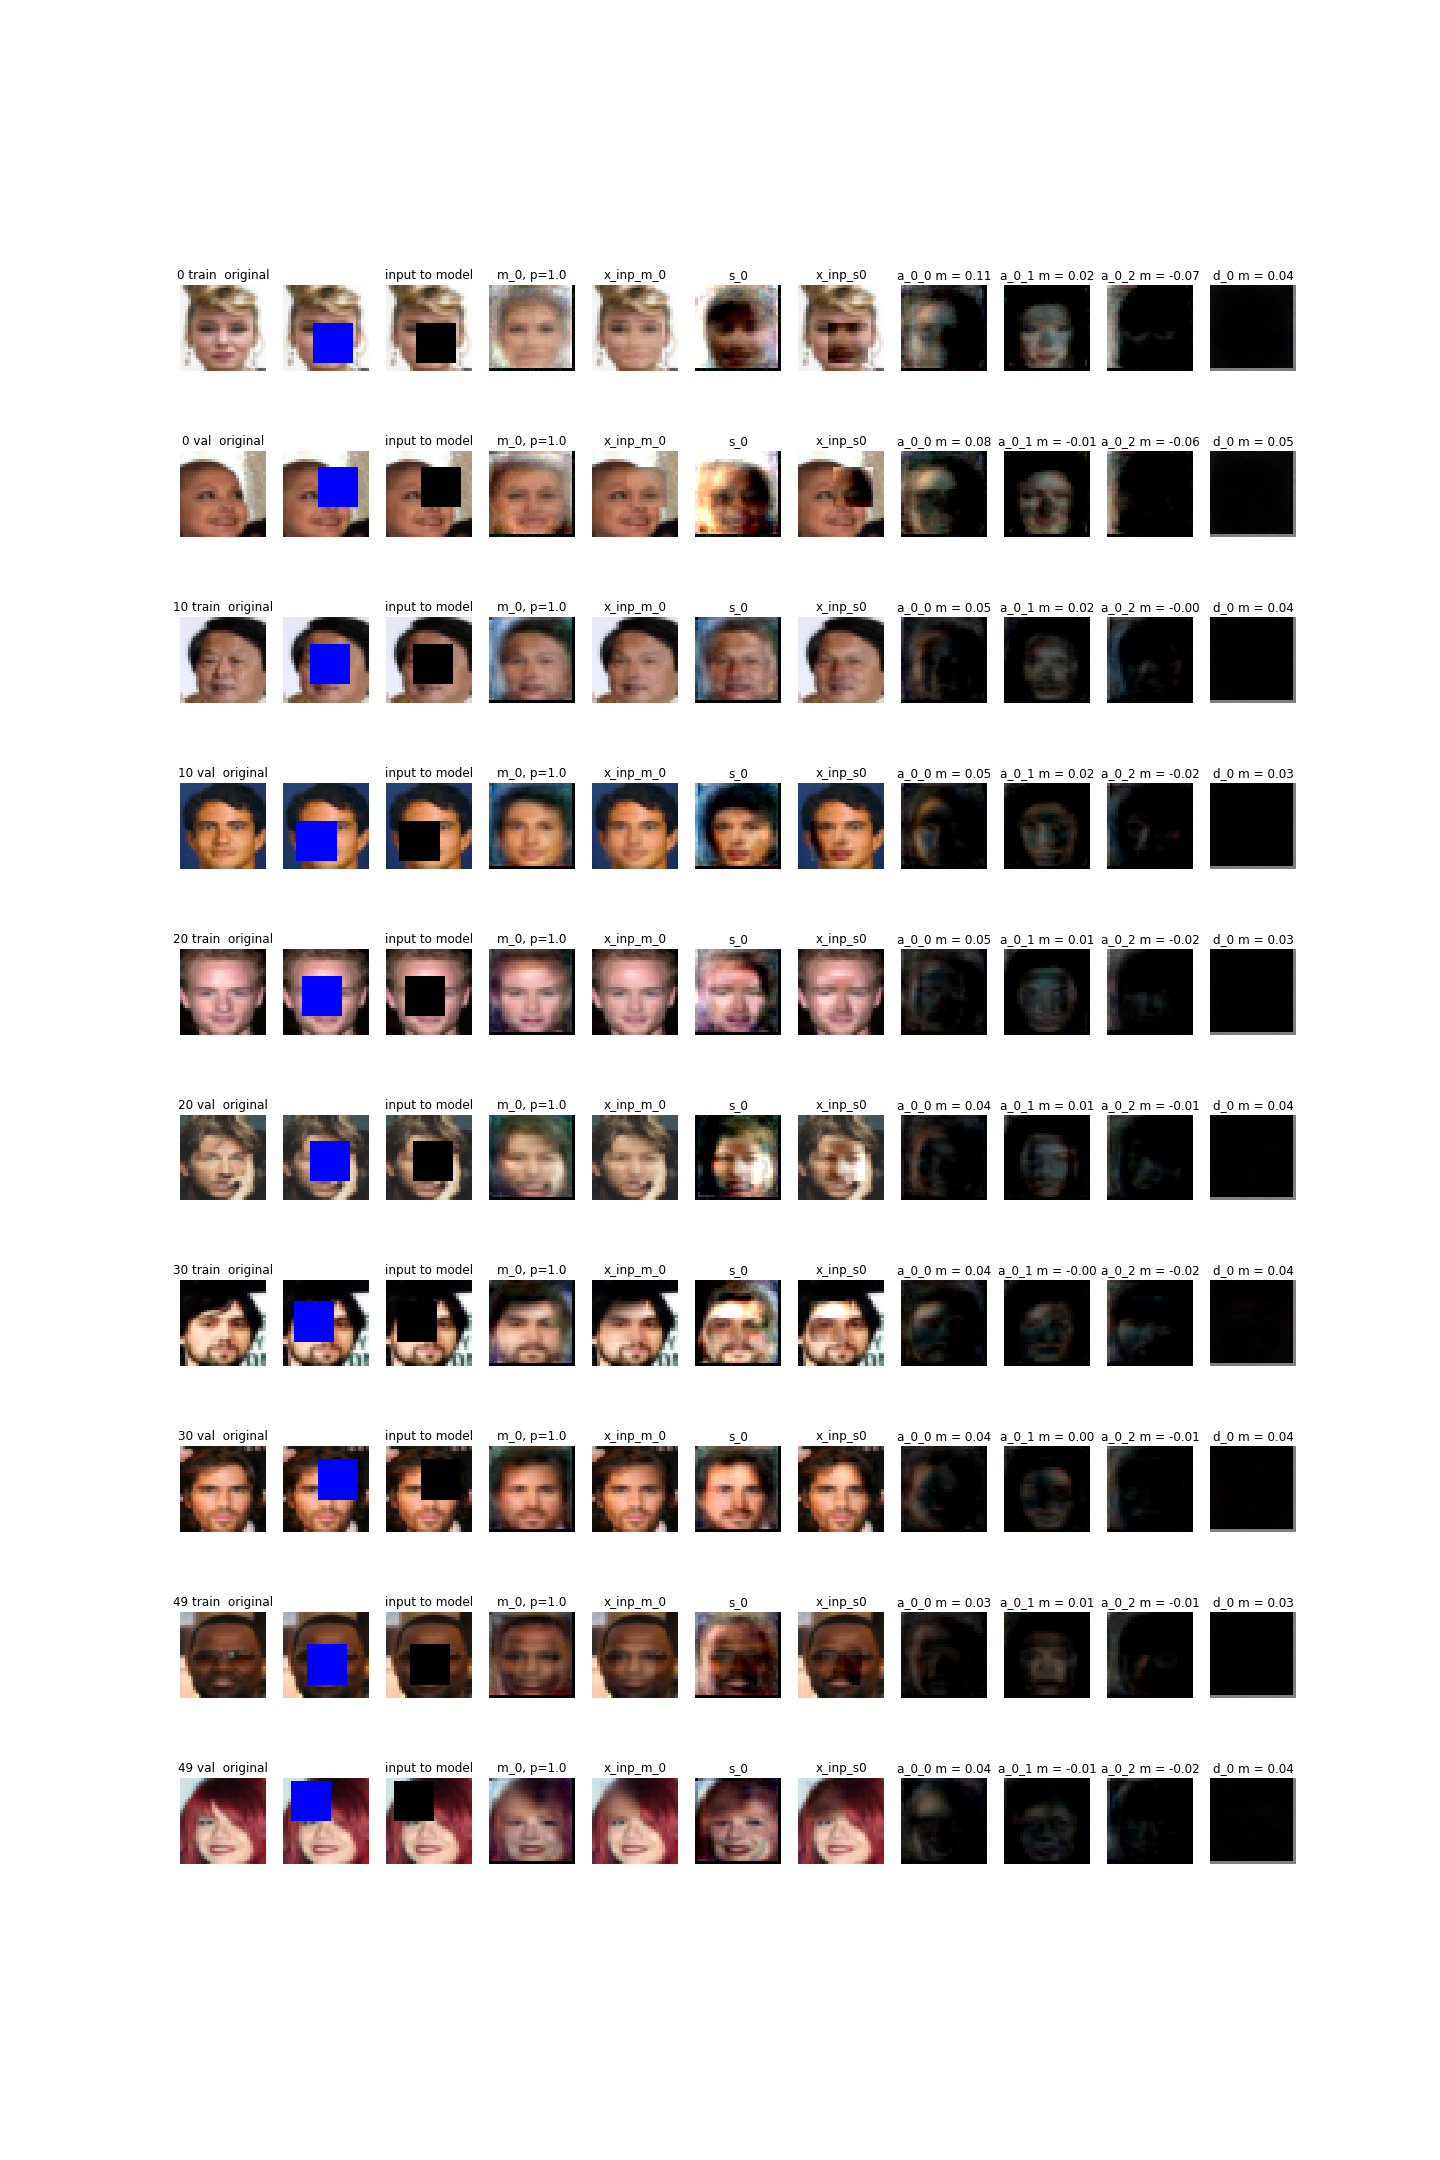 0 train  original input to model m_0, p=1.0 x_inp_m_0 s_0 x_inp_s0 a_0_0 m = 0.11 a_0_1 m = 0.02 a_0_2 m = -0.07 d_0 m = 0.04
0 val  original input to model m_0, p=1.0 x_inp_m_0 s_0 x_inp_s0 a_0_0 m = 0.08 a_0_1 m = -0.01 a_0_2 m = -0.06 d_0 m = 0.05
10 train  original input to model m_0, p=1.0 x_inp_m_0 s_0 x_inp_s0 a_0_0 m = 0.05 a_0_1 m = 0.02 a_0_2 m = -0.00 d_0 m = 0.04
10 val  original input to model m_0, p=1.0 x_inp_m_0 s_0 x_inp_s0 a_0_0 m = 0.05 a_0_1 m = 0.02 a_0_2 m = -0.02 d_0 m = 0.03
20 train  original input to model m_0, p=1.0 x_inp_m_0 s_0 x_inp_s0 a_0_0 m = 0.05 a_0_1 m = 0.01 a_0_2 m = -0.02 d_0 m = 0.03
20 val  original input to model m_0, p=1.0 x_inp_m_0 s_0 x_inp_s0 a_0_0 m = 0.04 a_0_1 m = 0.01 a_0_2 m = -0.01 d_0 m = 0.04
30 train  original input to model m_0, p=1.0 x_inp_m_0 s_0 x_inp_s0 a_0_0 m = 0.04 a_0_1 m = -0.00 a_0_2 m = -0.02 d_0 m = 0.04
30 val  original input to model m_0, p=1.0 x_inp_m_0 s_0 x_inp_s0 a_0_0 m = 0.04 a_0_1 m = 0.00 a_0_2 m = -0.01 d_0 m = 0.04
49 train  original input to model m_0, p=1.0 x_inp_m_0 s_0 x_inp_s0 a_0_0 m = 0.03 a_0_1 m = 0.01 a_0_2 m = -0.01 d_0 m = 0.03
49 val  original input to model m_0, p=1.0 x_inp_m_0 s_0 x_inp_s0 a_0_0 m = 0.04 a_0_1 m = -0.01 a_0_2 m = -0.02 d_0 m = 0.04